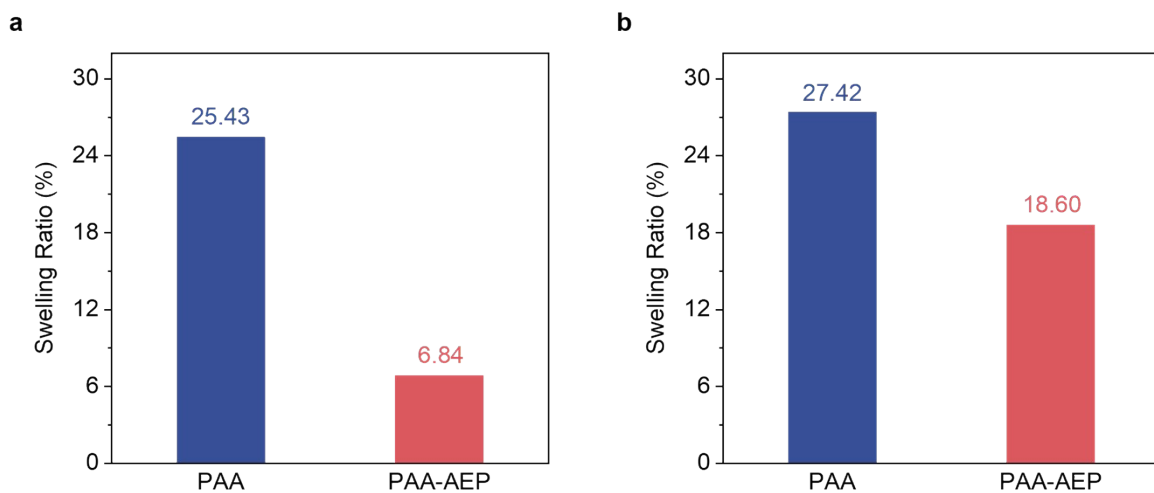 a
Swelling Ratio (%)
30
24
18
12
6
0
25.43
6.84
PAA
PAA-AEP
b
Swelling Ratio (%)
30
24
18
12
6
0
27.42
18.60
PAA
PAA-AEP